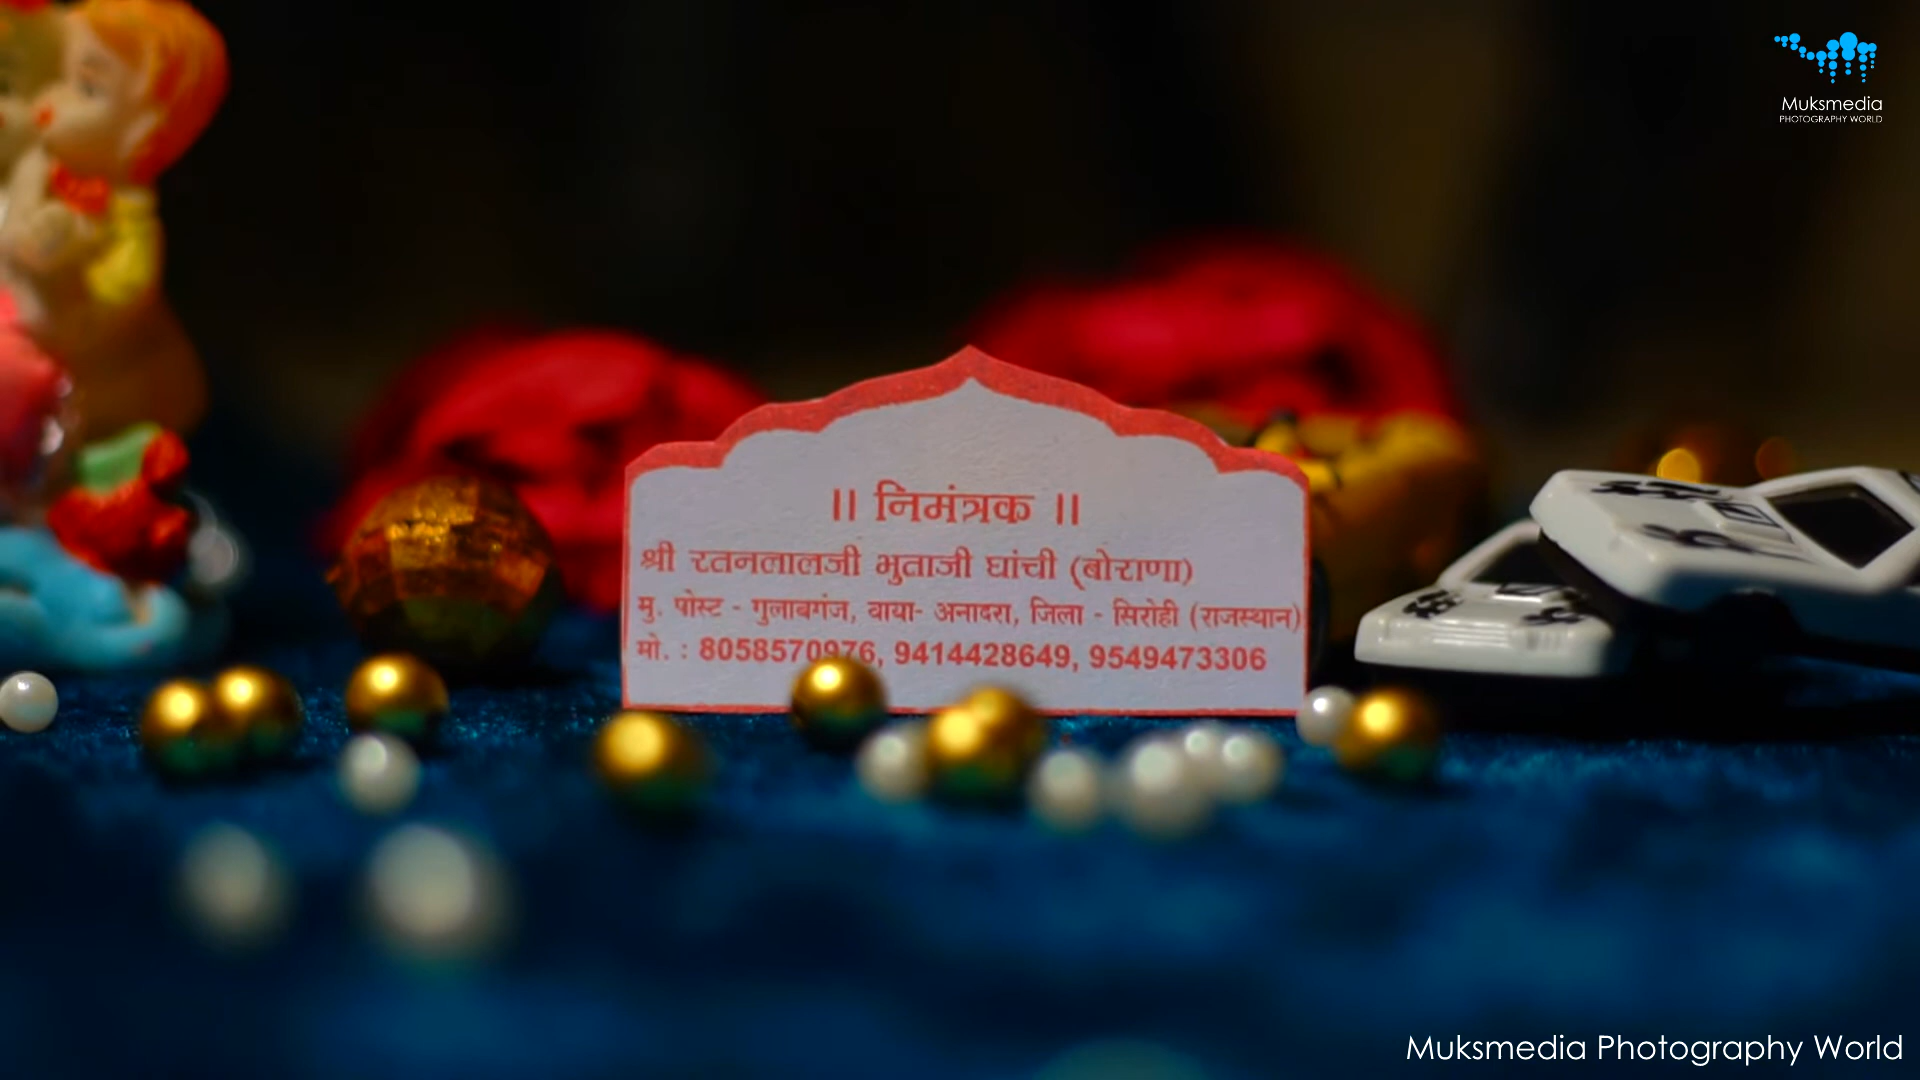 Muksmedia
PHOTOGRAPHY WORLD
|| निमंत्रक ||
श्री रतनलालजी भुताजी घांची (बोराणा)
मु. पोस्ट - गुलाबगंज, वाया- अनादरा, जिला - सिरोही (राजस्थान)
मो. : 8058570976, 9414428649, 9549473306
Muksmedia Photography World